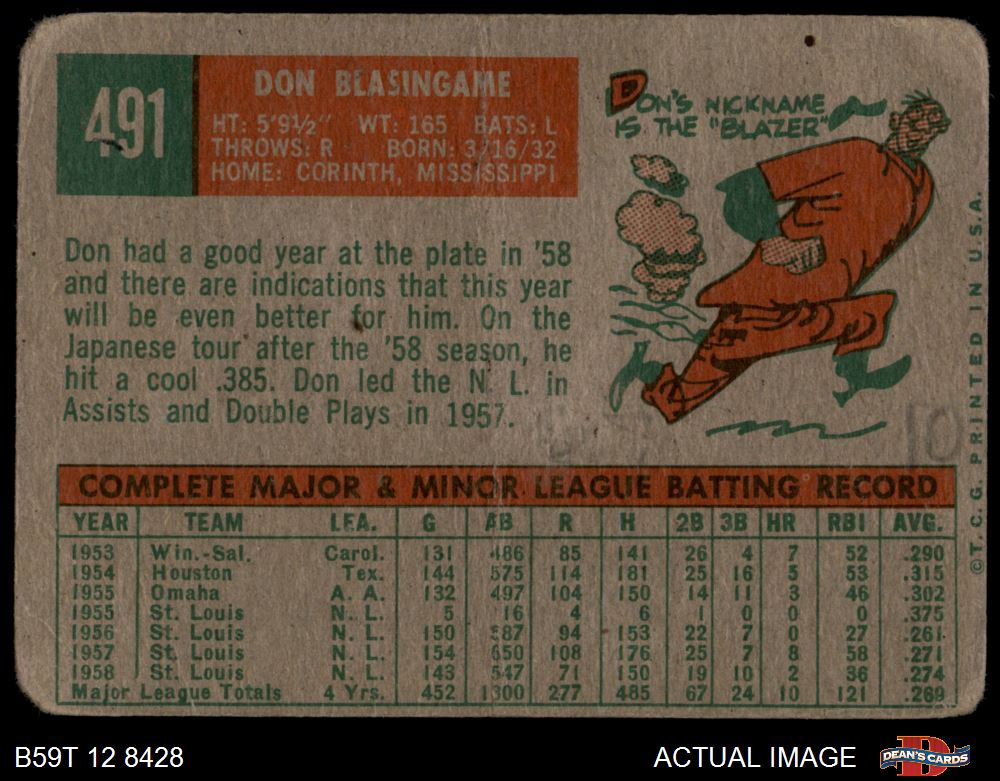 491
DON BLASINGAME
HT: 5'9½" WT: 165 BATS: L
THROWS: R BORN: 3/16/32
HOME: CORINTH, MISSISSIPPI
DON'S NICKNAME
IS THE "BLAZER"
Don had a good year at the plate in '58
and there are indications that this year
will be even better for him. On the
Japanese tour after the '58 season, he
hit a cool .385. Don led the N. L. in
Assists and Double Plays in 1957.
10
COMPLETE MAJOR & MINOR LEAGUE BATTING RECORD
YEAR TEAM LEA. G AB R H 2B 3B HR RBI AVG.
1953 Win.-Sal. Carol. 131 486 85 141 26 4 7 52 .290
1954 Houston Tex. 144 575 114 181 25 16 5 53 .315
1955 Omaha A. A. 132 497 104 150 14 11 3 46 .302
1955 St. Louis N. L. 5 16 4 6 1 0 0 0 .375
1956 St. Louis N. L. 150 587 94 153 22 7 0 27 .261
1957 St. Louis N. L. 154 650 108 176 25 7 8 58 .271
1958 St. Louis N. L. 143 547 71 150 19 10 2 36 .274
Major League Totals 4 Yrs. 452 1800 277 485 67 24 10 121 .269
©T. C. G. PRINTED IN U.S.A.
B59T 12 8428
ACTUAL IMAGE
DEAN'S CARDS